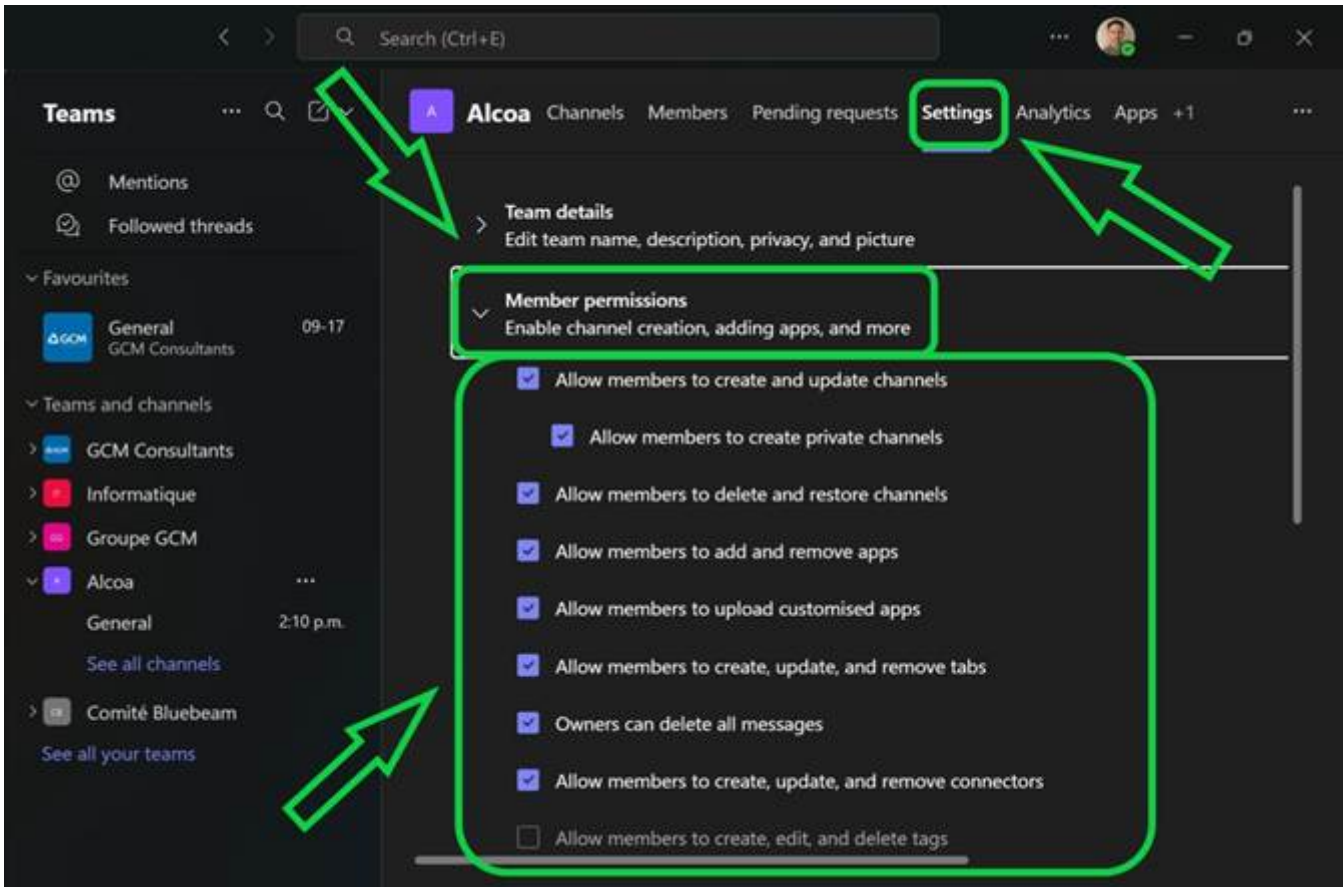 Search (Ctrl+E)
Teams
A
Alcoa
Channels
Members
Pending requests
Settings
Analytics
Apps
+1
Mentions
Followed threads
Favourites
GCM
General
09-17
GCM Consultants
Teams and channels
GCM Consultants
Informatique
Groupe GCM
Alcoa
General
2:10 p.m.
See all channels
Comité Bluebeam
See all your teams
Team details
Edit team name, description, privacy, and picture
Member permissions
Enable channel creation, adding apps, and more
Allow members to create and update channels
Allow members to create private channels
Allow members to delete and restore channels
Allow members to add and remove apps
Allow members to upload customised apps
Allow members to create, update, and remove tabs
Owners can delete all messages
Allow members to create, update, and remove connectors
Allow members to create, edit, and delete tags